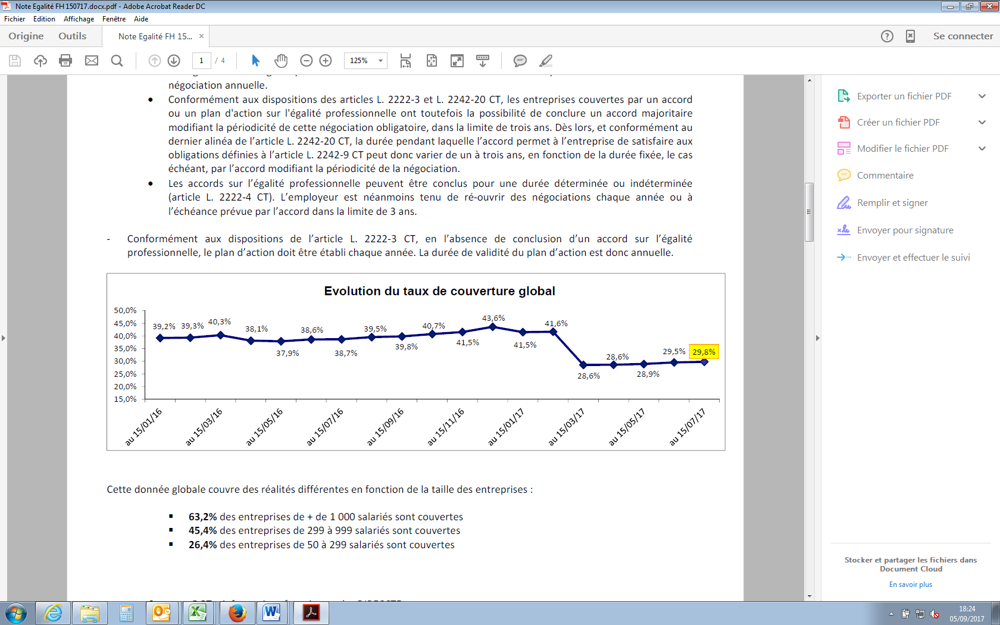 Note Egalité FH 150717.docx.pdf - Adobe Acrobat Reader DC
Fichier Edition Affichage Fenêtre Aide
Origine Outils Note Egalité FH 15... × ? Se connecter
1 / 4 125%
négociation annuelle.
• Conformément aux dispositions des articles L. 2222-3 et L. 2242-20 CT, les entreprises couvertes par un accord
ou un plan d'action sur l'égalité professionnelle ont toutefois la possibilité de conclure un accord majoritaire
modifiant la périodicité de cette négociation obligatoire, dans la limite de trois ans. Dès lors, et conformément au
dernier alinéa de l'article L. 2242-20 CT, la durée pendant laquelle l'accord permet à l'entreprise de satisfaire aux
obligations définies à l'article L. 2242-9 CT peut donc varier de un à trois ans, en fonction de la durée fixée, le cas
échéant, par l'accord modifiant la périodicité de la négociation.
• Les accords sur l'égalité professionnelle peuvent être conclus pour une durée déterminée ou indéterminée
(article L. 2222-4 CT). L'employeur est néanmoins tenu de ré-ouvrir des négociations chaque année ou à
l'échéance prévue par l'accord dans la limite de 3 ans.
- Conformément aux dispositions de l'article L. 2222-3 CT, en l'absence de conclusion d'un accord sur l'égalité
professionnelle, le plan d'action doit être établi chaque année. La durée de validité du plan d'action est donc annuelle.
Evolution du taux de couverture global
50,0%
45,0%
40,0%
35,0%
30,0%
25,0%
20,0%
15,0%
39,2% 39,3% 40,3% 38,1% 37,9% 38,6% 38,7% 39,5% 39,8% 40,7% 41,5% 43,6% 41,5% 41,6% 28,6% 28,6% 28,9% 29,5% 29,8%
au 15/01/16 au 15/03/16 au 15/05/16 au 15/07/16 au 15/09/16 au 15/11/16 au 15/01/17 au 15/03/17 au 15/05/17 au 15/07/17
Cette donnée globale couvre des réalités différentes en fonction de la taille des entreprises :
▪ 63,2% des entreprises de + de 1 000 salariés sont couvertes
▪ 45,4% des entreprises de 299 à 999 salariés sont couvertes
▪ 26,4% des entreprises de 50 à 299 salariés sont couvertes
Exporter un fichier PDF
Créer un fichier PDF
Modifier le fichier PDF
Commentaire
Remplir et signer
Envoyer pour signature
Envoyer et effectuer le suivi
Stocker et partager les fichiers dans
Document Cloud
En savoir plus
18:24
05/09/2017